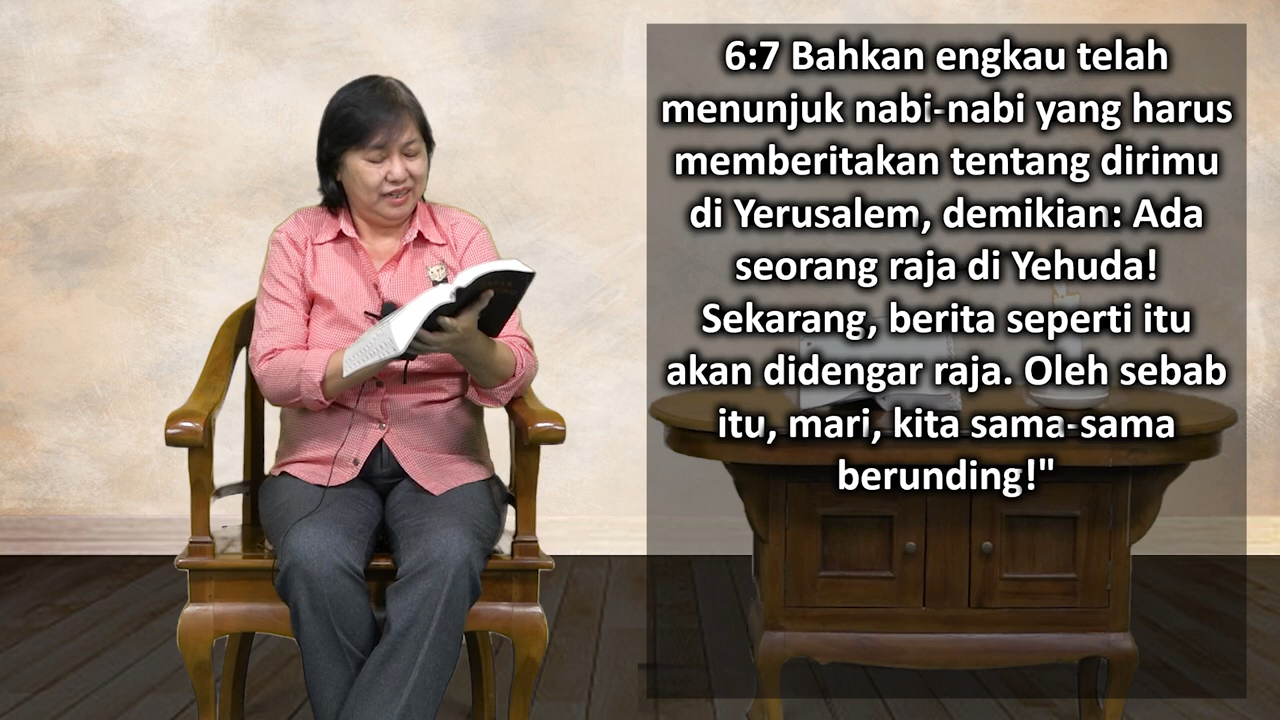 6:7 Bahkan engkau telah
menunjuk nabi-nabi yang harus
memberitakan tentang dirimu
di Yerusalem, demikian: Ada
seorang raja di Yehuda!
Sekarang, berita seperti itu
akan didengar raja. Oleh sebab
itu, mari, kita sama-sama
berunding!"